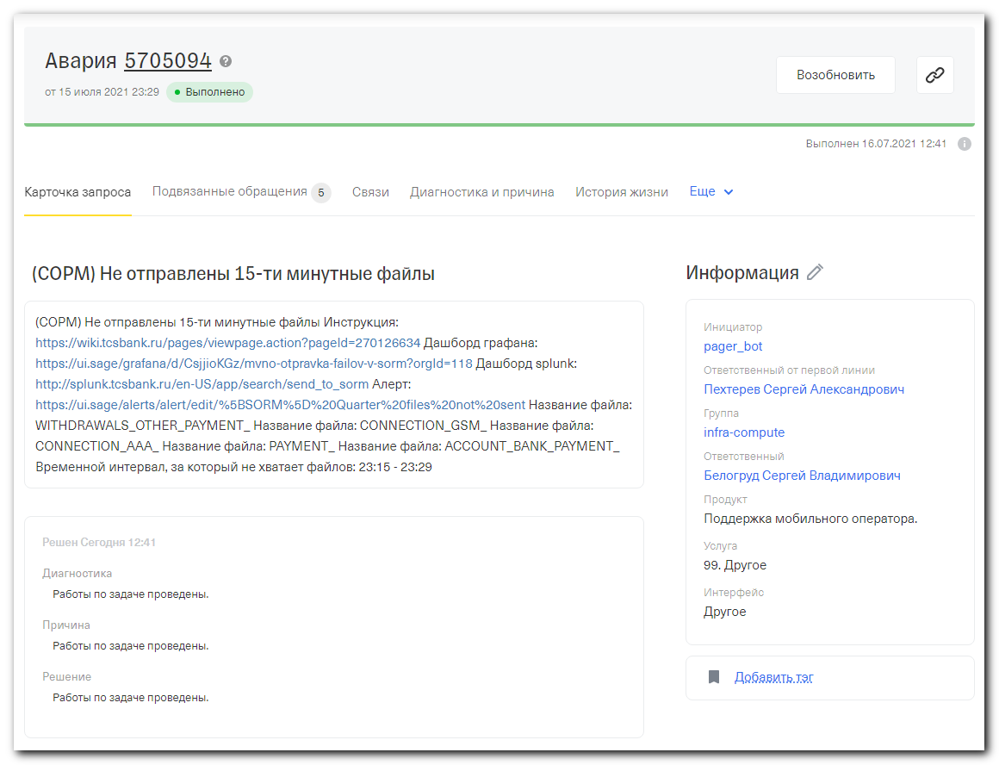 Авария 5705094 ?
от 15 июля 2021 23:29 Выполнено
Возобновить
Выполнен 16.07.2021 12:41
Карточка запроса Подвязанные обращения 5 Связи Диагностика и причина История жизни Еще
(СОРМ) Не отправлены 15-ти минутные файлы
(СОРМ) Не отправлены 15-ти минутные файлы Инструкция:
https://wiki.tcsbank.ru/pages/viewpage.action?pageId=270126634 Дашборд графана:
https://ui.sage/grafana/d/CsjjioKGz/mvno-otpravka-failov-v-sorm?orgId=118 Дашборд splunk:
http://splunk.tcsbank.ru/en-US/app/search/send_to_sorm Алерт:
https://ui.sage/alerts/alert/edit/%5BSORM%5D%20Quarter%20files%20not%20sent Название файла:
WITHDRAWALS_OTHER_PAYMENT_ Название файла: CONNECTION_GSM_ Название файла:
CONNECTION_AAA_ Название файла: PAYMENT_ Название файла: ACCOUNT_BANK_PAYMENT_
Временной интервал, за который не хватает файлов: 23:15 - 23:29
Решен Сегодня 12:41
Диагностика
Работы по задаче проведены.
Причина
Работы по задаче проведены.
Решение
Работы по задаче проведены.
Информация
Инициатор
pager_bot
Ответственный от первой линии
Пехтерев Сергей Александрович
Группа
infra-compute
Ответственный
Белогруд Сергей Владимирович
Продукт
Поддержка мобильного оператора.
Услуга
99. Другое
Интерфейс
Другое
Добавить тэг